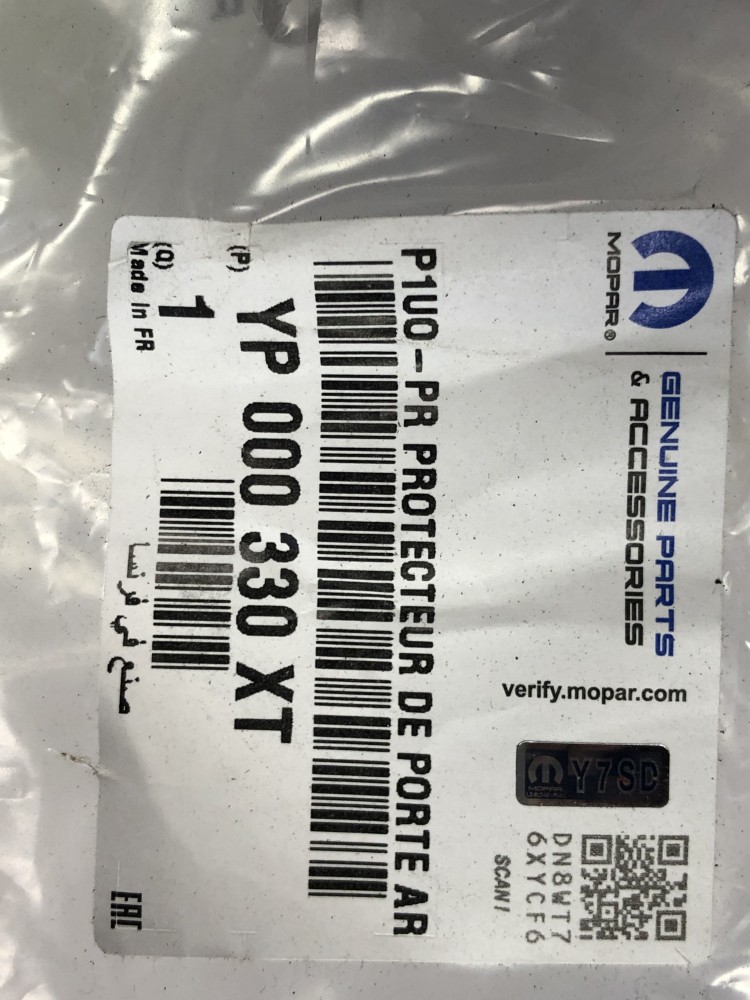 MOPAR®
GENUINE PARTS
& ACCESSORIES
verify.mopar.com
Y7SD
DN8WT7
6XYCF6
SCAN !
P1UO-PR PROTECTEUR DE PORTE AR
(P) YP 000 330 XT
(Q) 1
Made In FR
صنع في فرنسا
EAC